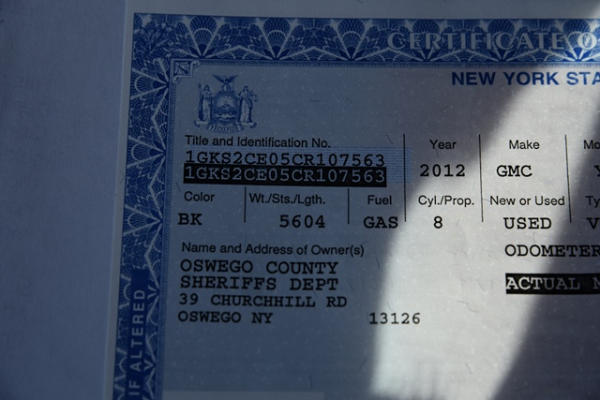 CERTIFICATE O
NEW YORK STA
Title and Identification No.
1GKS2CE05CR107563
1GKS2CE05CR107563
Year
2012
Make
GMC
Mo
Color
BK
Wt./Sts./Lgth.
5604
Fuel
GAS
Cyl./Prop.
8
New or Used
USED
Ty
V
Name and Address of Owner(s)
OSWEGO COUNTY
SHERIFFS DEPT
39 CHURCHHILL RD
OSWEGO NY 13126
ODOMETER
ACTUAL M
IF ALTERED